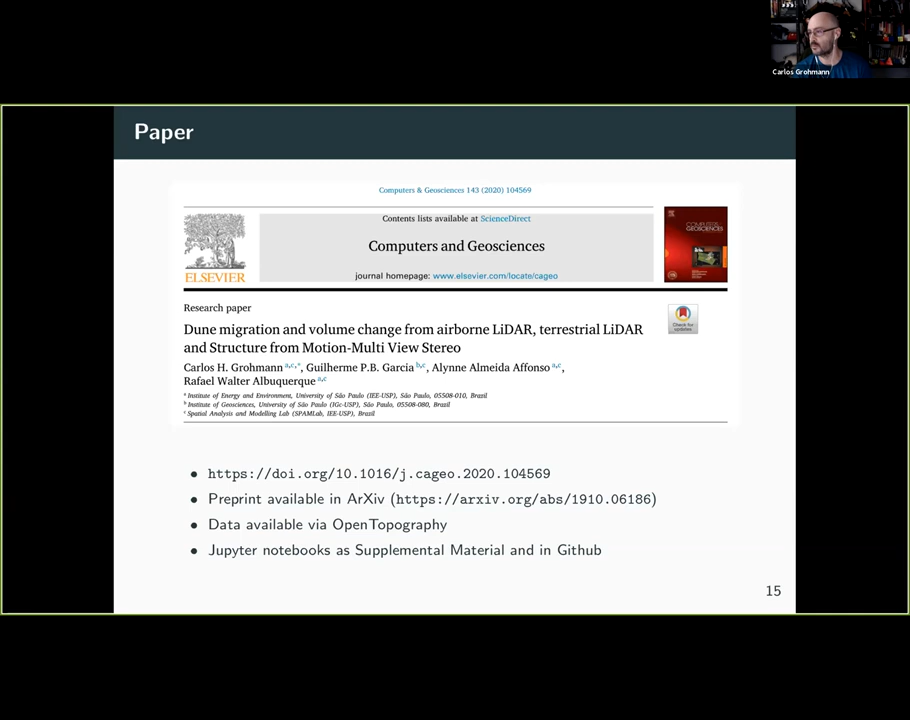 Carlos Grohmann
Paper
Computers & Geosciences 143 (2020) 104569
Contents lists available at ScienceDirect
Computers and Geosciences
journal homepage: www.elsevier.com/locate/cageo
ELSEVIER
COMPUTERS
GEOSCIENCES
Research paper
Check for
updates
Dune migration and volume change from airborne LiDAR, terrestrial LiDAR
and Structure from Motion-Multi View Stereo
Carlos H. Grohmann a,c,*, Guilherme P.B. Garcia b,c, Alynne Almeida Affonso a,c,
Rafael Walter Albuquerque a,c
a Institute of Energy and Environment, University of São Paulo (IEE-USP), São Paulo, 05508-010, Brazil
b Institute of Geosciences, University of São Paulo (IGc-USP), São Paulo, 05508-080, Brazil
c Spatial Analysis and Modelling Lab (SPAMLab, IEE-USP), Brazil
• https://doi.org/10.1016/j.cageo.2020.104569
• Preprint available in ArXiv (https://arxiv.org/abs/1910.06186)
• Data available via OpenTopography
• Jupyter notebooks as Supplemental Material and in Github
15